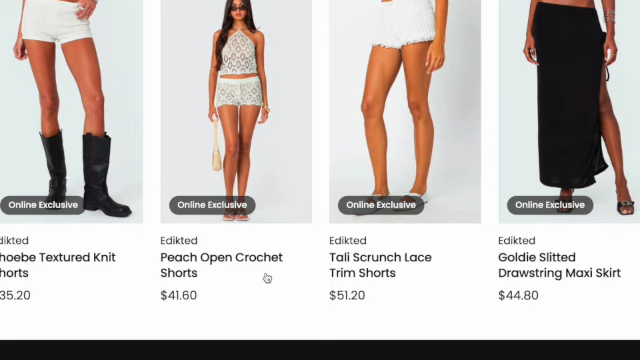 Online Exclusive
Online Exclusive
Online Exclusive
Online Exclusive
dikted
hoebe Textured Knit
horts
35.20
Edikted
Peach Open Crochet
Shorts
$41.60
Edikted
Tali Scrunch Lace
Trim Shorts
$51.20
Edikted
Goldie Slitted
Drawstring Maxi Skirt
$44.80